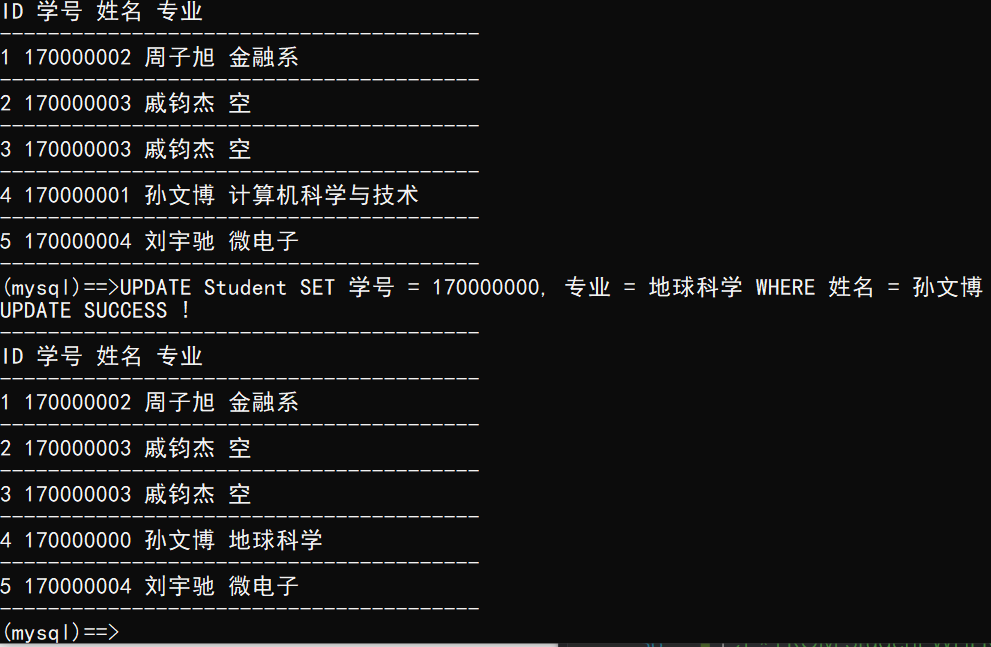 ID 学号 姓名 专业
----------------------------------------
1 170000002 周子旭 金融系
----------------------------------------
2 170000003 戚钧杰 空
----------------------------------------
3 170000003 戚钧杰 空
----------------------------------------
4 170000001 孙文博 计算机科学与技术
----------------------------------------
5 170000004 刘宇驰 微电子
----------------------------------------
(mysql)==>UPDATE Student SET 学号 = 170000000, 专业 = 地球科学 WHERE 姓名 = 孙文博
UPDATE SUCCESS !
----------------------------------------
ID 学号 姓名 专业
----------------------------------------
1 170000002 周子旭 金融系
----------------------------------------
2 170000003 戚钧杰 空
----------------------------------------
3 170000003 戚钧杰 空
----------------------------------------
4 170000000 孙文博 地球科学
----------------------------------------
5 170000004 刘宇驰 微电子
----------------------------------------
(mysql)==>